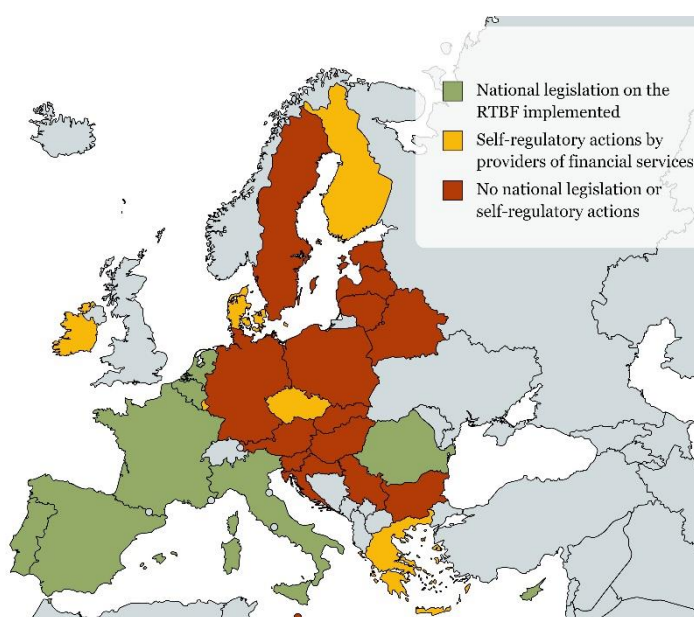 National legislation on the
RTBF implemented
Self-regulatory actions by
providers of financial services
No national legislation or
self-regulatory actions